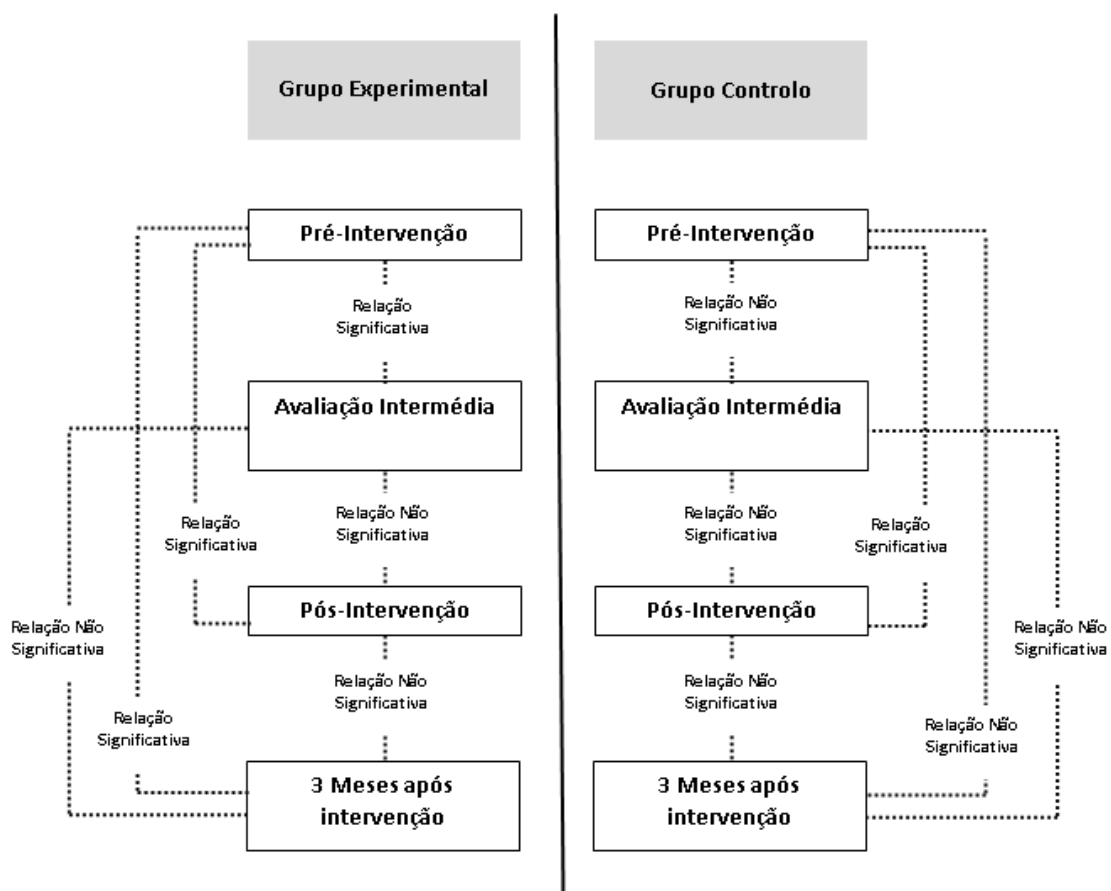 Grupo Experimental
Pré-Intervenção
Relação
Significativa
Avaliação Intermédia
Relação
Significativa
Relação Não
Significativa
Pós-Intervenção
Relação Não
Significativa
Relação Não
Significativa
Relação
Significativa
3 Meses após
intervenção
Grupo Controlo
Pré-Intervenção
Relação Não
Significativa
Avaliação Intermédia
Relação Não
Significativa
Relação
Significativa
Pós-Intervenção
Relação Não
Significativa
Relação Não
Significativa
Relação Não
Significativa
3 Meses após
intervenção